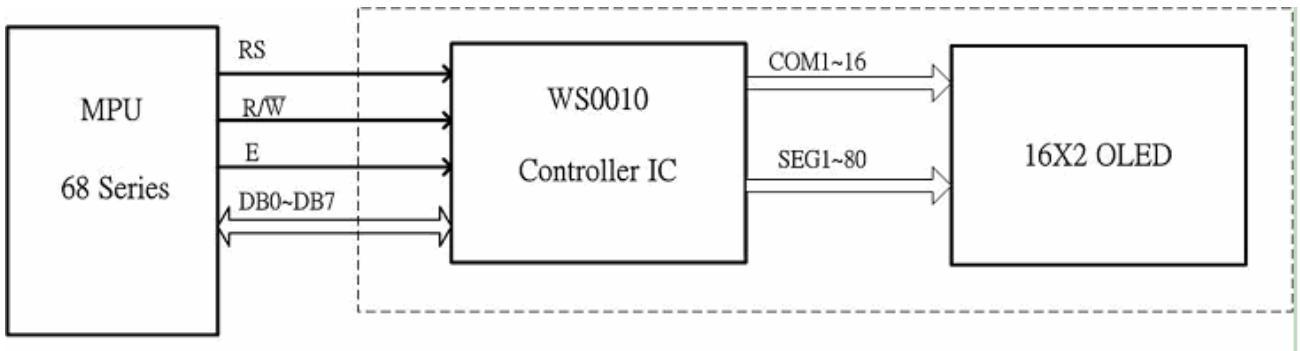 MPU
68 Series
RS
R/W̅
E
DB0~DB7
WS0010
Controller IC
COM1~16
SEG1~80
16X2 OLED